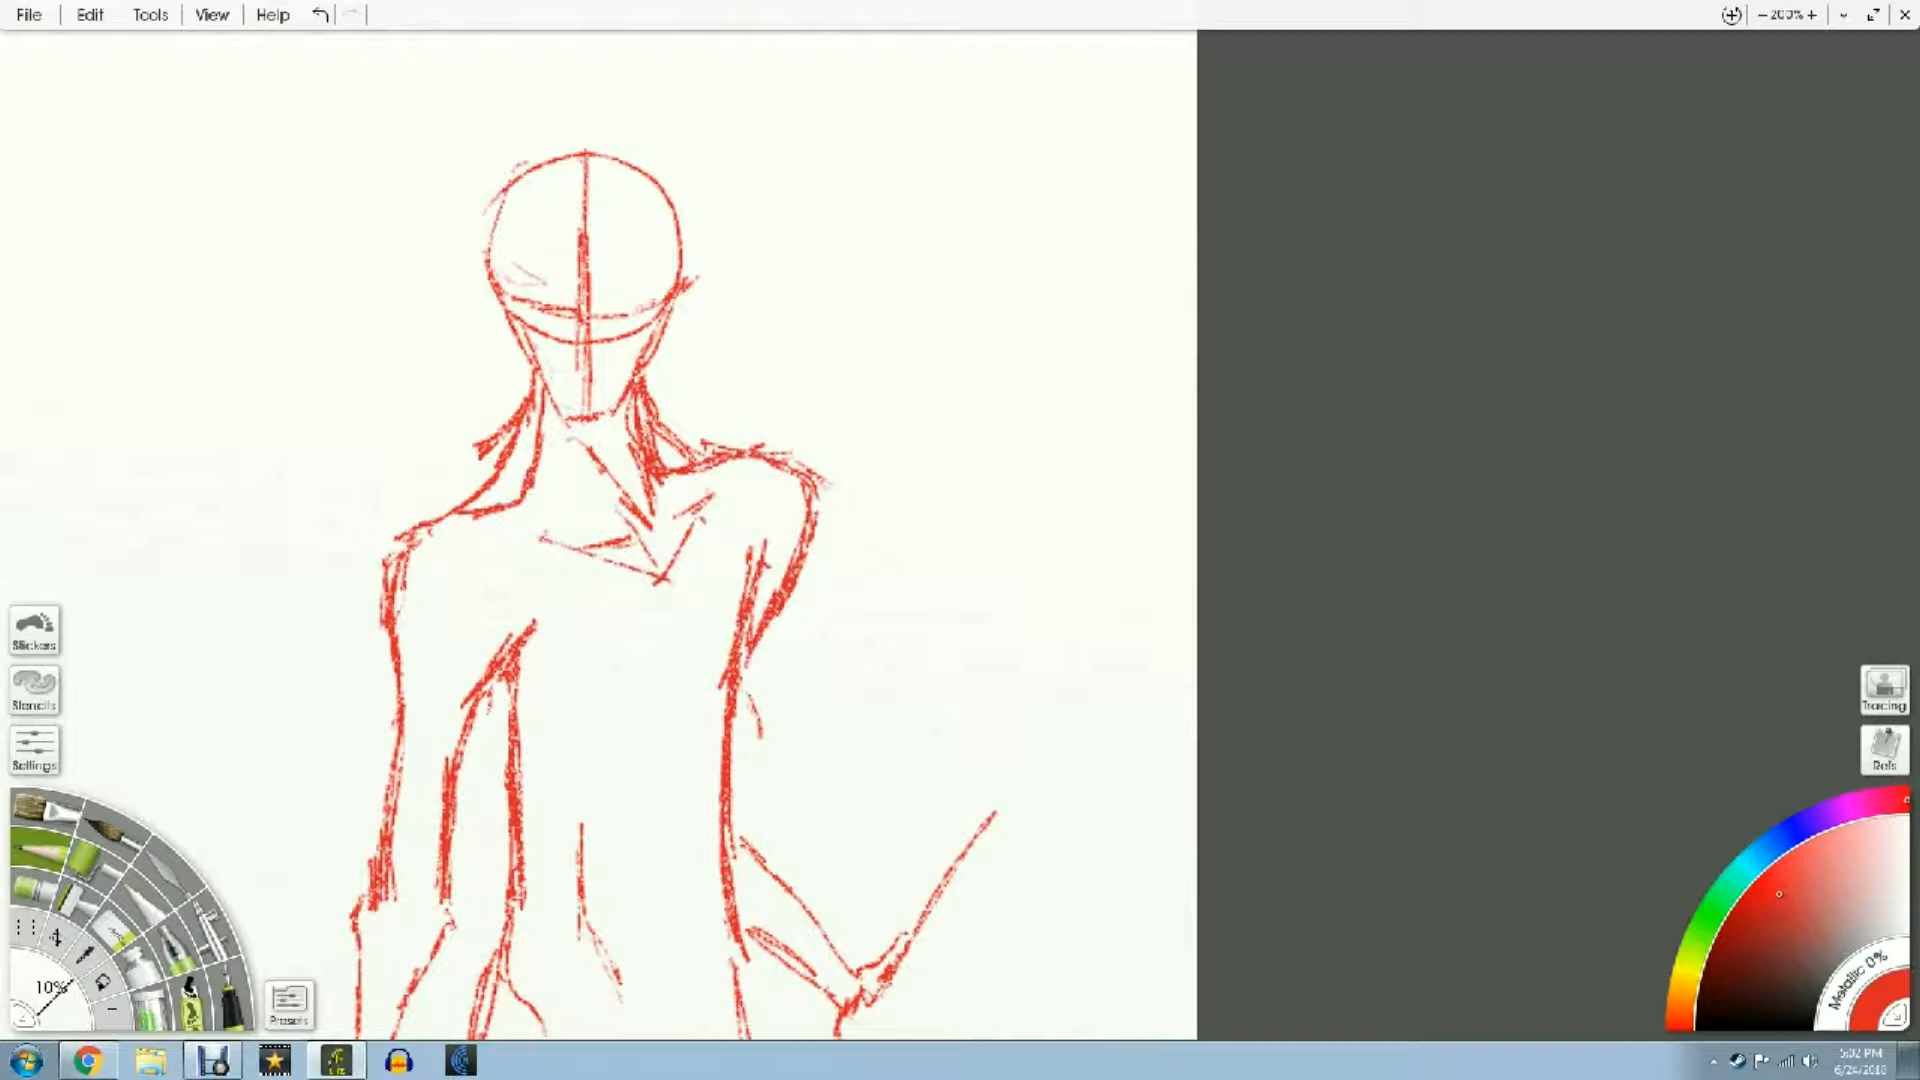 File Edit Tools View Help
− 200% +
Stickers
Stencils
Settings
Tracing
Refs
10%
Metallic 0%
Presets
5:02 PM
6/24/2018